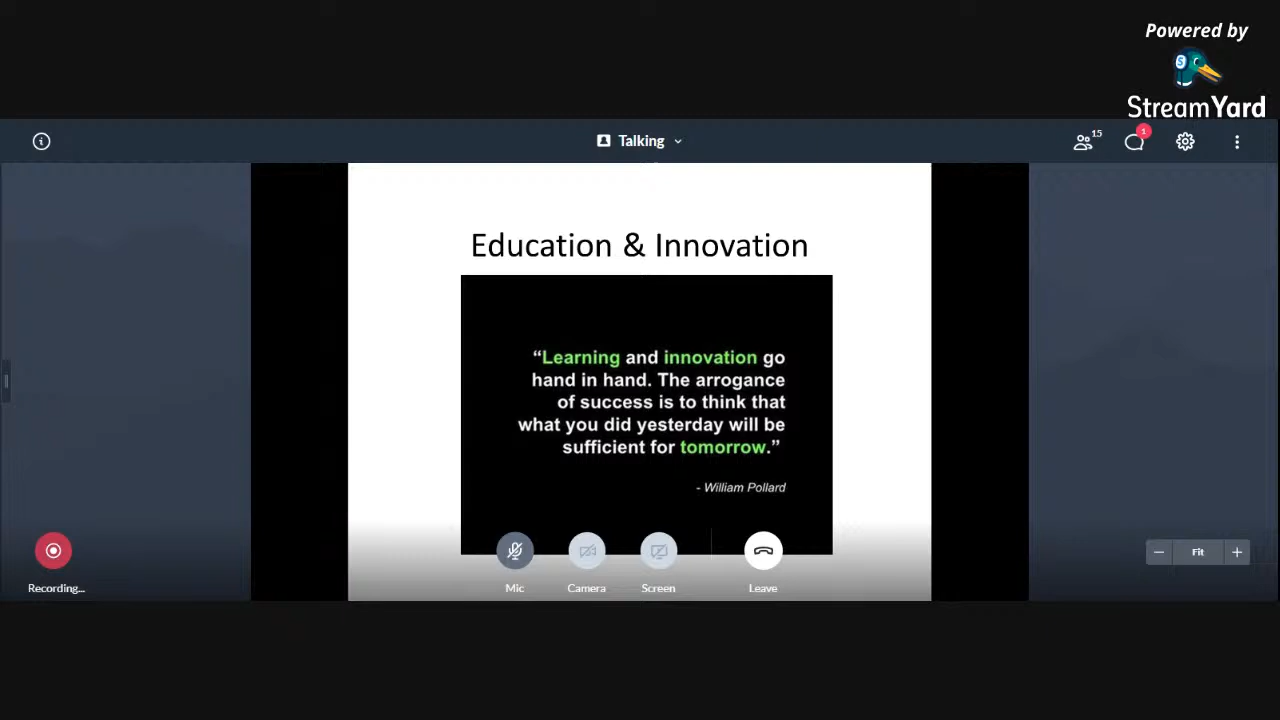 Powered by
StreamYard
Talking
15
1
Education & Innovation
“Learning and innovation go
hand in hand. The arrogance
of success is to think that
what you did yesterday will be
sufficient for tomorrow.”
- William Pollard
Recording...
Mic
Camera
Screen
Leave
Fit